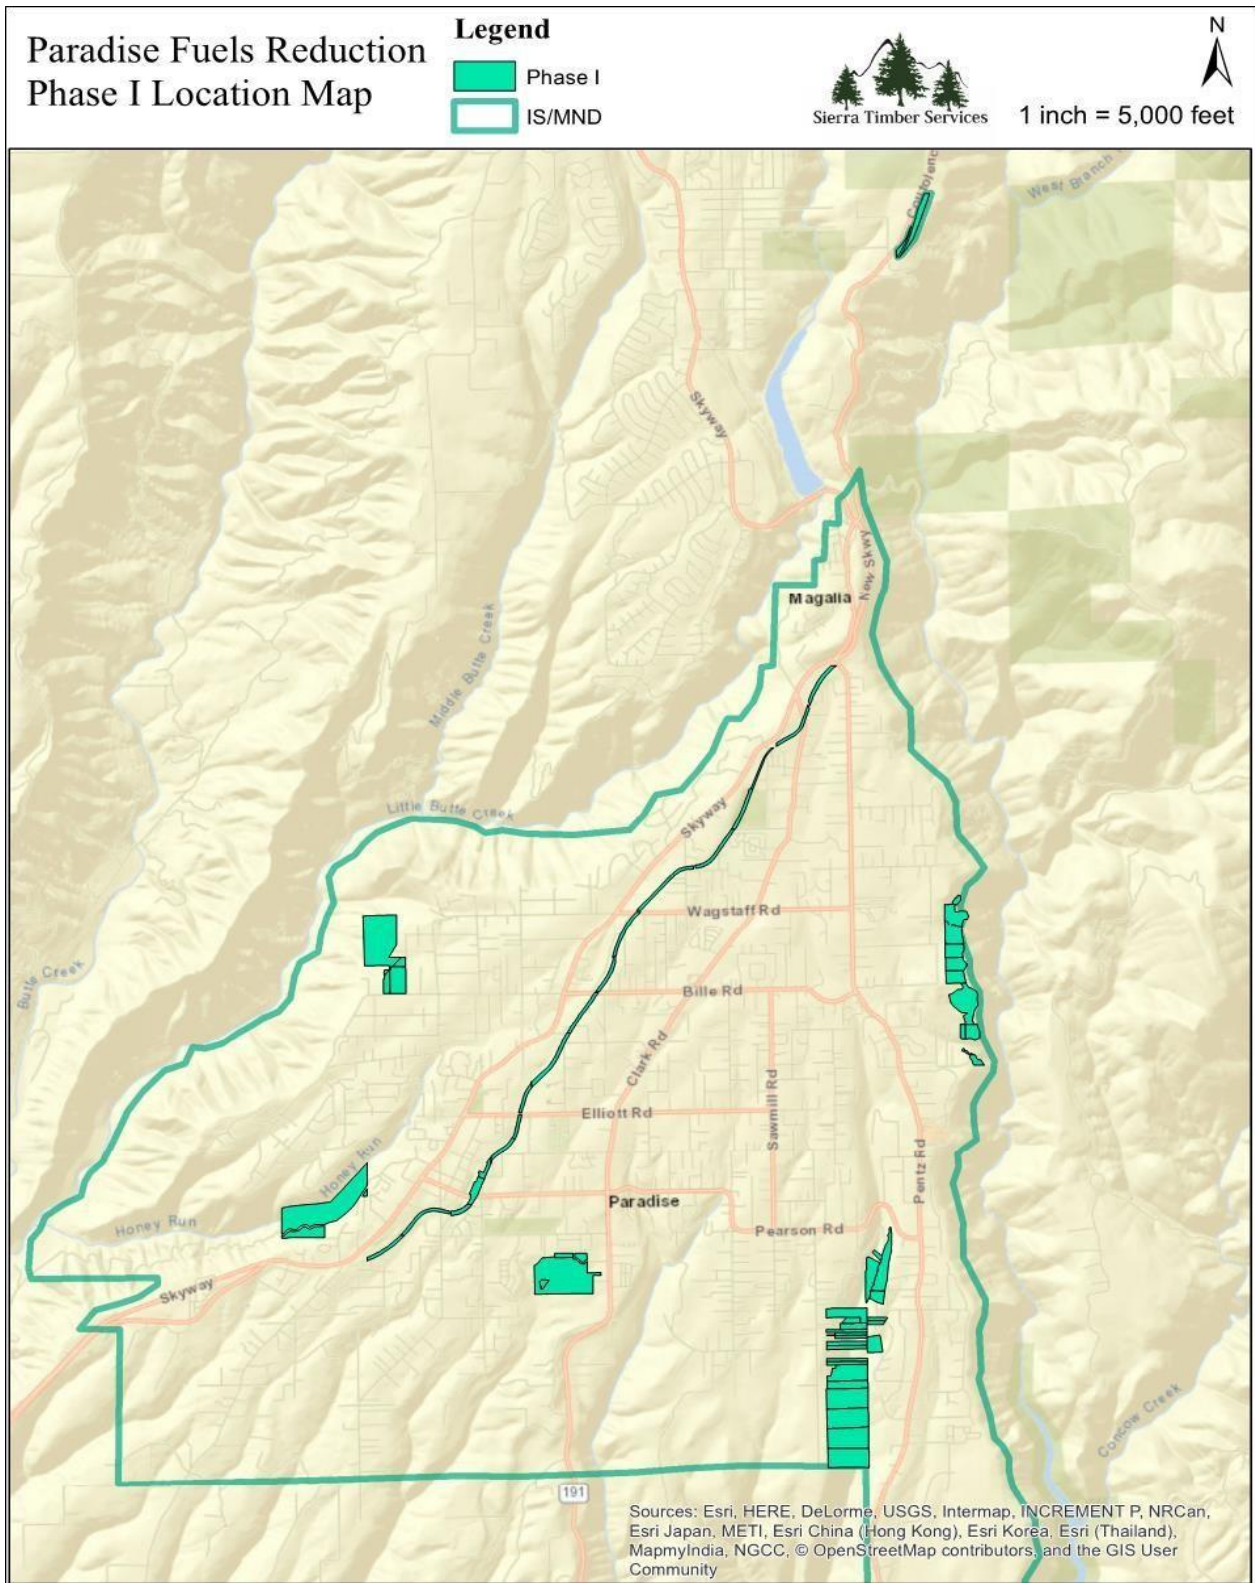 Paradise Fuels Reduction
Phase I Location Map
Legend
Phase I
IS/MND
Sierra Timber Services
N
1 inch = 5,000 feet
West Branch
Skyway
New Skwy
Magalia
Middle Butte Creek
Little Butte Creek
Skyway
Wagstaff Rd
Butte Creek
Bille Rd
Clark Rd
Elliott Rd
Sawmill Rd
Pentz Rd
Honey Run
Honey Run
Paradise
Pearson Rd
Skyway
Concow Creek
191
Sources: Esri, HERE, DeLorme, USGS, Intermap, INCREMENT P, NRCan,
Esri Japan, METI, Esri China (Hong Kong), Esri Korea, Esri (Thailand),
MapmyIndia, NGCC, © OpenStreetMap contributors, and the GIS User
Community